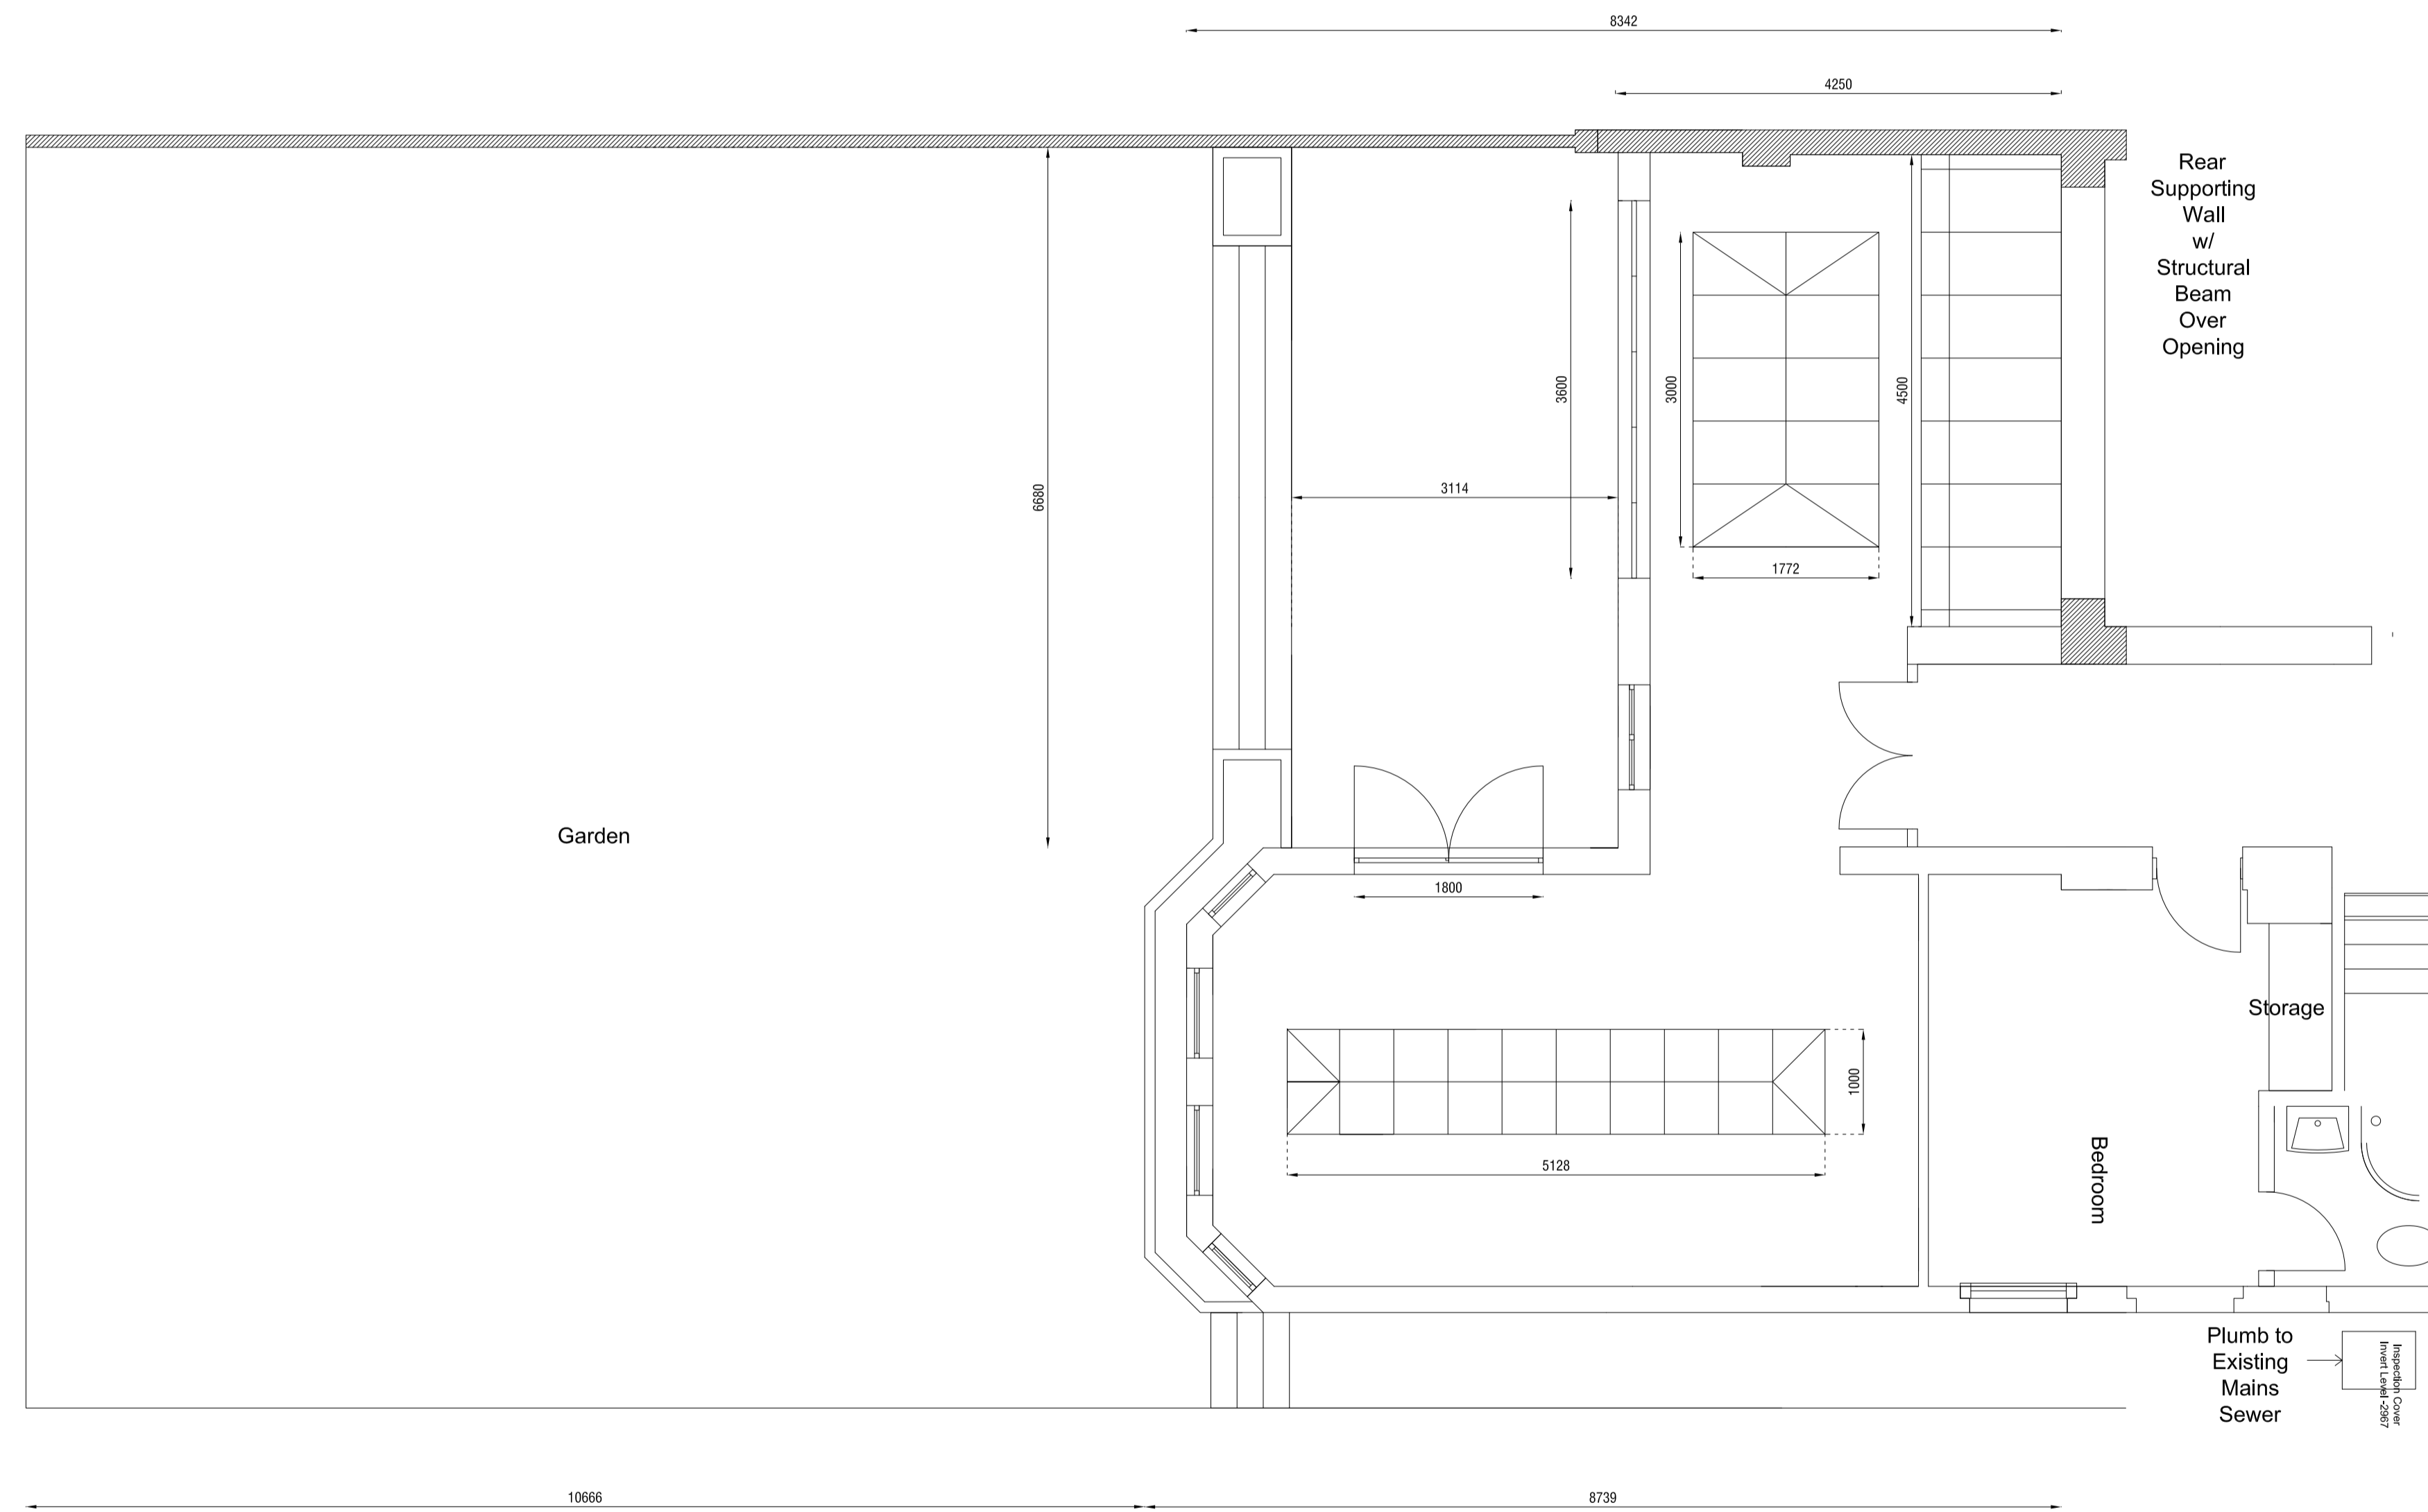 8342
4250
Rear
Supporting
Wall
w/
Structural
Beam
Over
Opening
3600
3000
4500
6680
3114
1772
Garden
1800
Storage
1000
Bedroom
5128
Plumb to
Existing
Mains
Sewer
Inspection Cover
Invert Level -2967
10666
8739